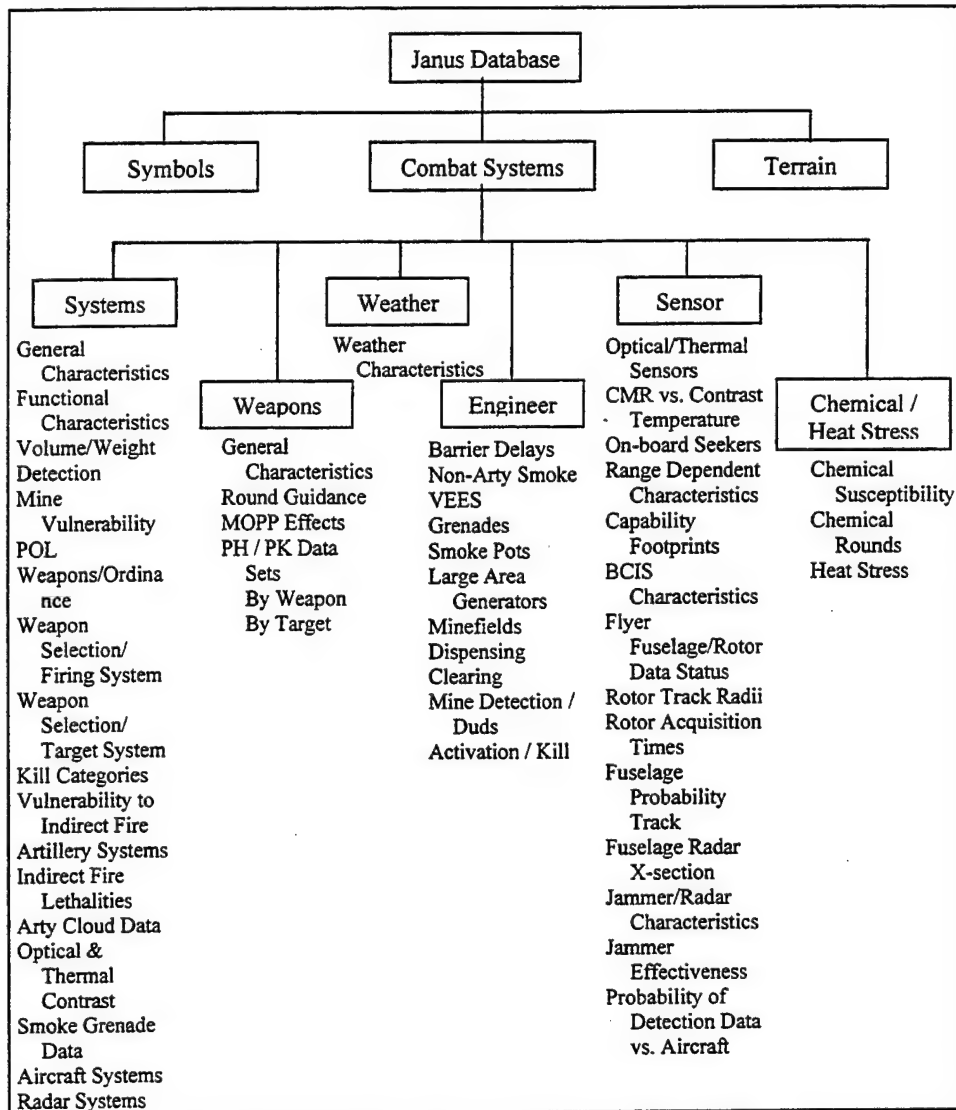 Janus Database
Symbols
Combat Systems
Terrain
Systems
General
Characteristics
Functional
Characteristics
Volume/Weight
Detection
Mine
Vulnerability
POL
Weapons/Ordina
nce
Weapon
Selection/
Firing System
Weapon
Selection/
Target System
Kill Categories
Vulnerability to
Indirect Fire
Artillery Systems
Indirect Fire
Lethalities
Arty Cloud Data
Optical &
Thermal
Contrast
Smoke Grenade
Data
Aircraft Systems
Radar Systems
Weapons
General
Characteristics
Round Guidance
MOPP Effects
PH / PK Data
Sets
By Weapon
By Target
Weather
Weather
Characteristics
Engineer
Barrier Delays
Non-Arty Smoke
VEES
Grenades
Smoke Pots
Large Area
Generators
Minefields
Dispensing
Clearing
Mine Detection /
Duds
Activation / Kill
Sensor
Optical/Thermal
Sensors
CMR vs. Contrast
Temperature
On-board Seekers
Range Dependent
Characteristics
Capability
Footprints
BCIS
Characteristics
Flyer
Fuselage/Rotor
Data Status
Rotor Track Radii
Rotor Acquisition
Times
Fuselage
Probability
Track
Fuselage Radar
X-section
Jammer/Radar
Characteristics
Jammer
Effectiveness
Probability of
Detection Data
vs. Aircraft
Chemical /
Heat Stress
Chemical
Susceptibility
Chemical
Rounds
Heat Stress